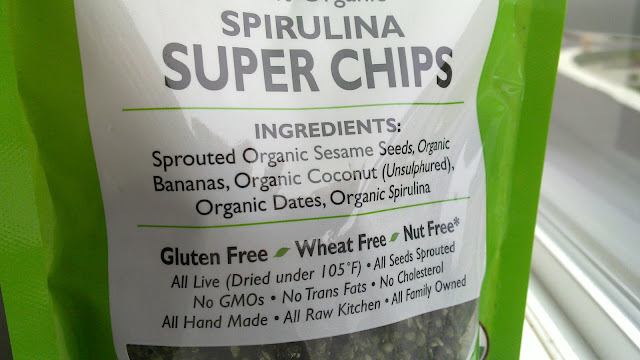 Organic
SPIRULINA
SUPER CHIPS
INGREDIENTS:
Sprouted Organic Sesame Seeds, Organic
Bananas, Organic Coconut (Unsulphured),
Organic Dates, Organic Spirulina
Gluten Free Wheat Free Nut Free*
All Live (Dried under 105°F) • All Seeds Sprouted
No GMOs • No Trans Fats • No Cholesterol
All Hand Made • All Raw Kitchen • All Family Owned